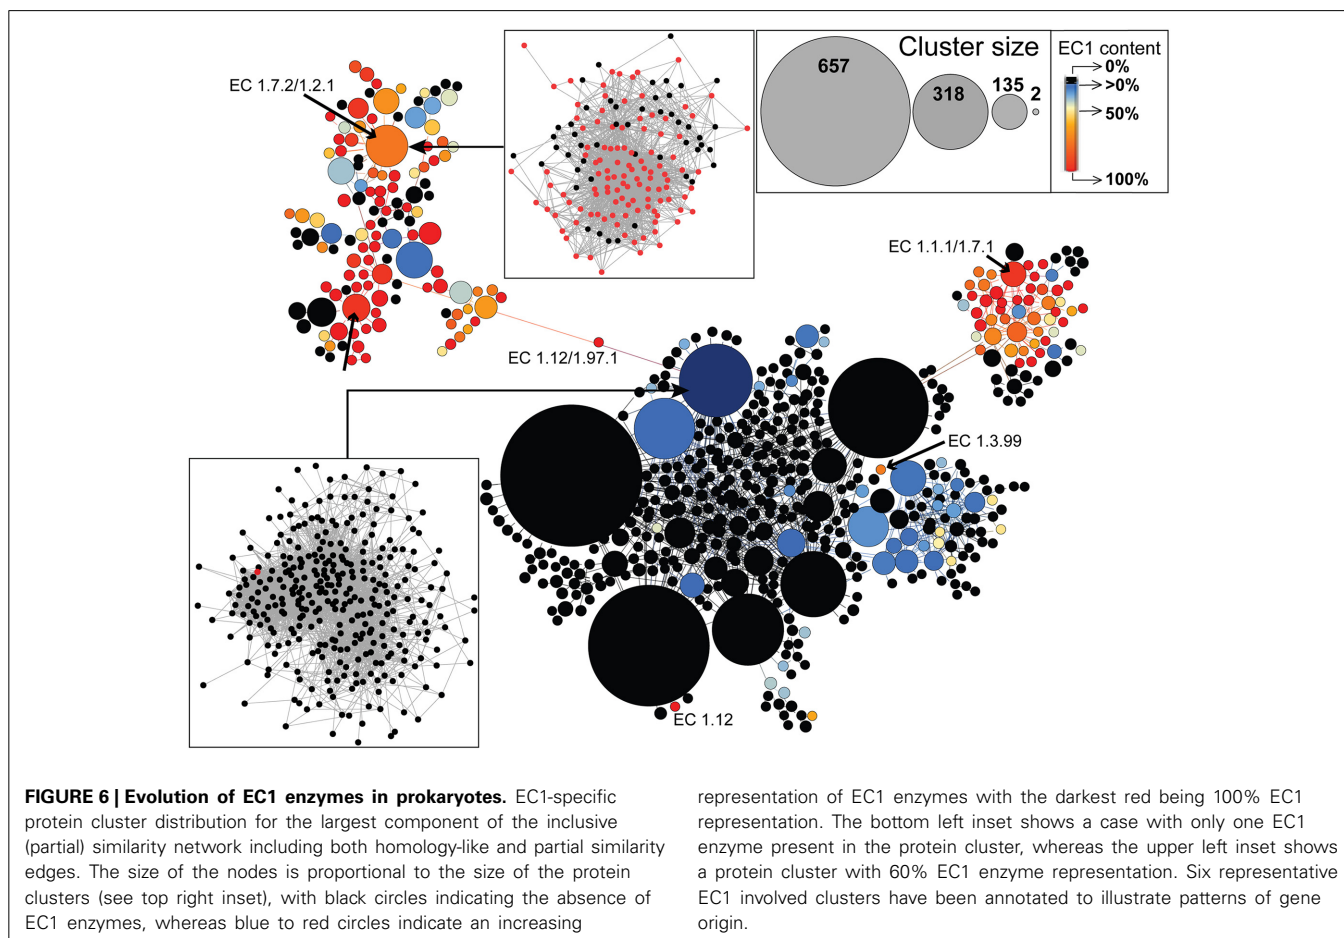 EC 1.7.2/1.2.1
Cluster size
657
318
135
2
EC1 content
0%
>0%
50%
100%
EC 1.1.1/1.7.1
EC 1.12/1.97.1
EC 1.3.99
EC 1.12
FIGURE 6 | Evolution of EC1 enzymes in prokaryotes. EC1-specific
protein cluster distribution for the largest component of the inclusive
(partial) similarity network including both homology-like and partial similarity
edges. The size of the nodes is proportional to the size of the protein
clusters (see top right inset), with black circles indicating the absence of
EC1 enzymes, whereas blue to red circles indicate an increasing
representation of EC1 enzymes with the darkest red being 100% EC1
representation. The bottom left inset shows a case with only one EC1
enzyme present in the protein cluster, whereas the upper left inset shows
a protein cluster with 60% EC1 enzyme representation. Six representative
EC1 involved clusters have been annotated to illustrate patterns of gene
origin.